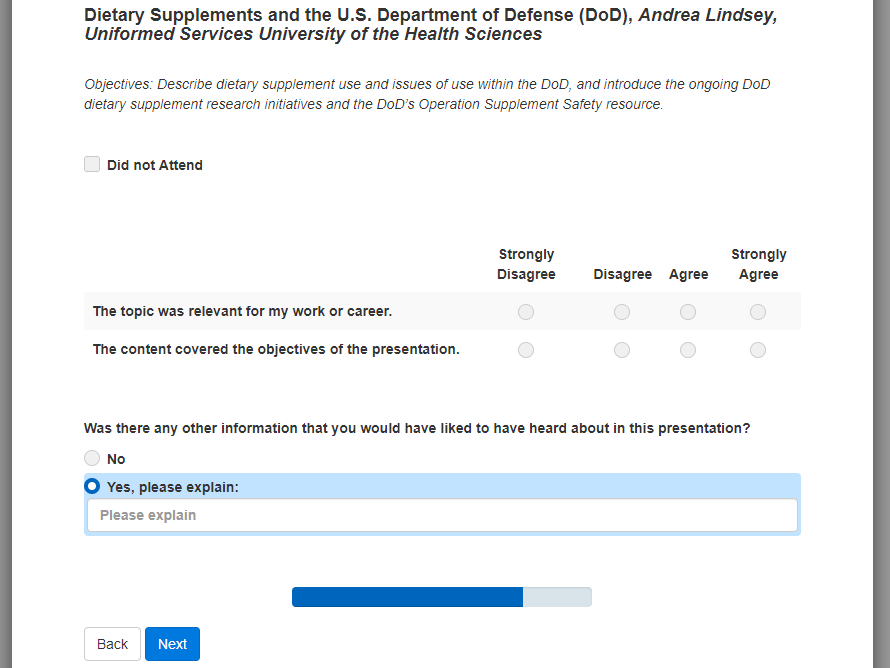 Dietary Supplements and the U.S. Department of Defense (DoD), Andrea Lindsey,
Uniformed Services University of the Health Sciences
Objectives: Describe dietary supplement use and issues of use within the DoD, and introduce the ongoing DoD
dietary supplement research initiatives and the DoD's Operation Supplement Safety resource.
Did not Attend
Strongly Disagree Disagree Agree Strongly Agree
The topic was relevant for my work or career.
The content covered the objectives of the presentation.
Was there any other information that you would have liked to have heard about in this presentation?
No
Yes, please explain:
Please explain
Back Next